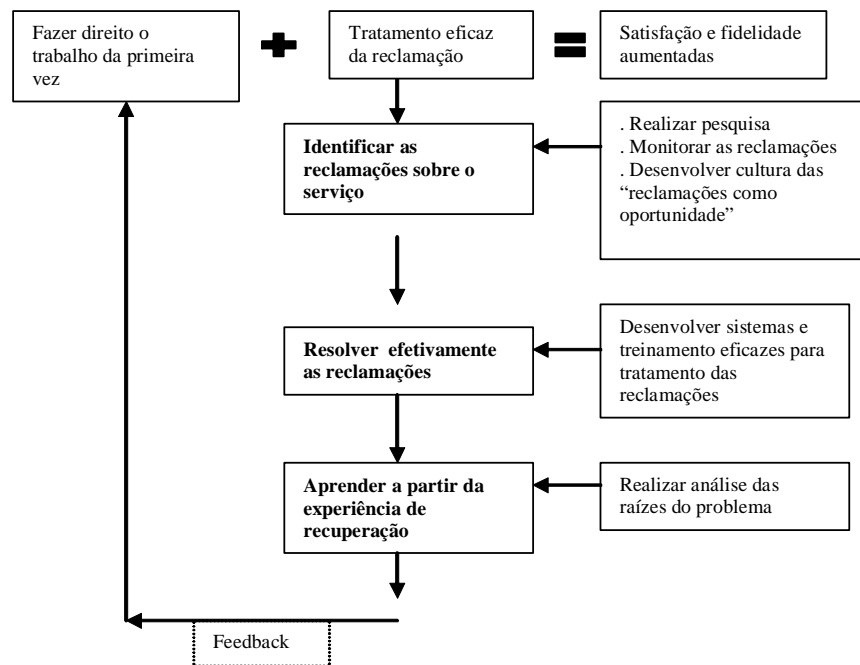 Fazer direito o
trabalho da primeira
vez
Tratamento eficaz
da reclamação
Satisfação e fidelidade
aumentadas
Identificar as
reclamações sobre o
serviço
. Realizar pesquisa
. Monitorar as reclamações
. Desenvolver cultura das
“reclamações como
oportunidade”
Resolver efetivamente
as reclamações
Desenvolver sistemas e
treinamento eficazes para
tratamento das
reclamações
Aprender a partir da
experiência de
recuperação
Realizar análise das
raízes do problema
Feedback